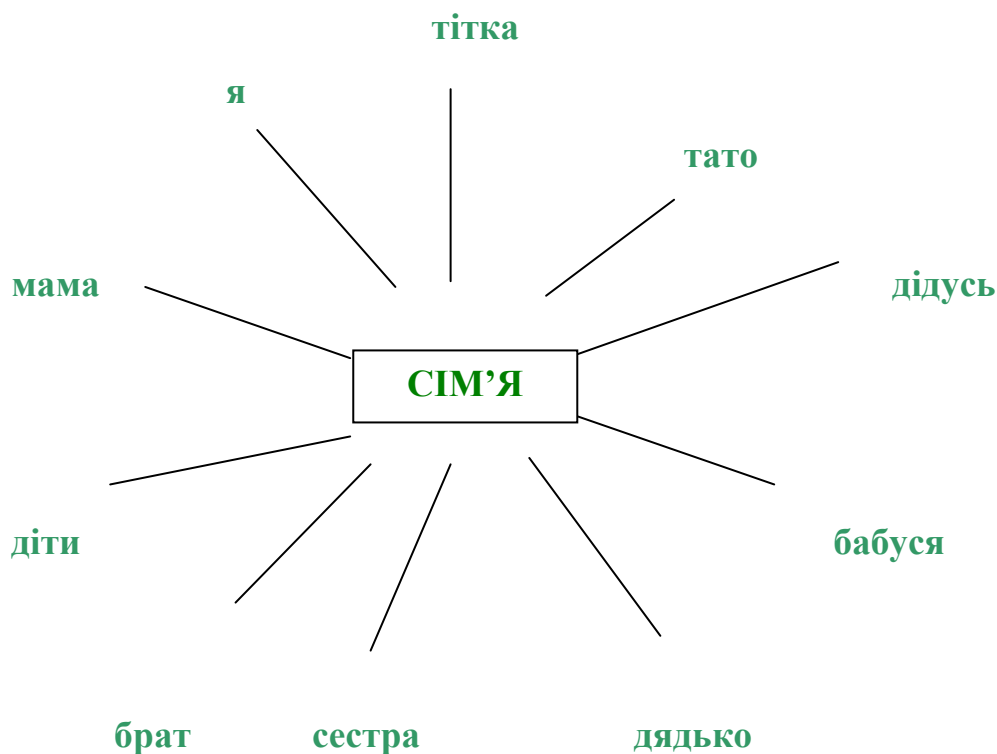 тітка
я
тато
мама
дідусь
СІМ’Я
діти
бабуся
брат
сестра
дядько